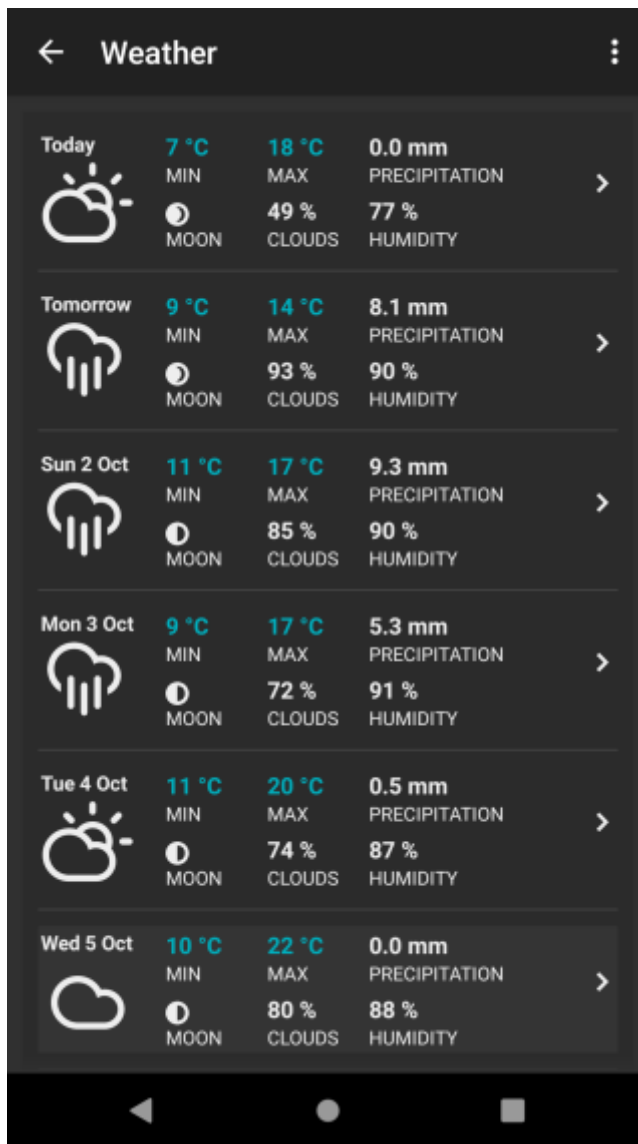 Weather
Today 7 °C 18 °C 0.0 mm
MIN MAX PRECIPITATION
49 % 77 %
MOON CLOUDS HUMIDITY
Tomorrow 9 °C 14 °C 8.1 mm
MIN MAX PRECIPITATION
93 % 90 %
MOON CLOUDS HUMIDITY
Sun 2 Oct 11 °C 17 °C 9.3 mm
MIN MAX PRECIPITATION
85 % 90 %
MOON CLOUDS HUMIDITY
Mon 3 Oct 9 °C 17 °C 5.3 mm
MIN MAX PRECIPITATION
72 % 91 %
MOON CLOUDS HUMIDITY
Tue 4 Oct 11 °C 20 °C 0.5 mm
MIN MAX PRECIPITATION
74 % 87 %
MOON CLOUDS HUMIDITY
Wed 5 Oct 10 °C 22 °C 0.0 mm
MIN MAX PRECIPITATION
80 % 88 %
MOON CLOUDS HUMIDITY